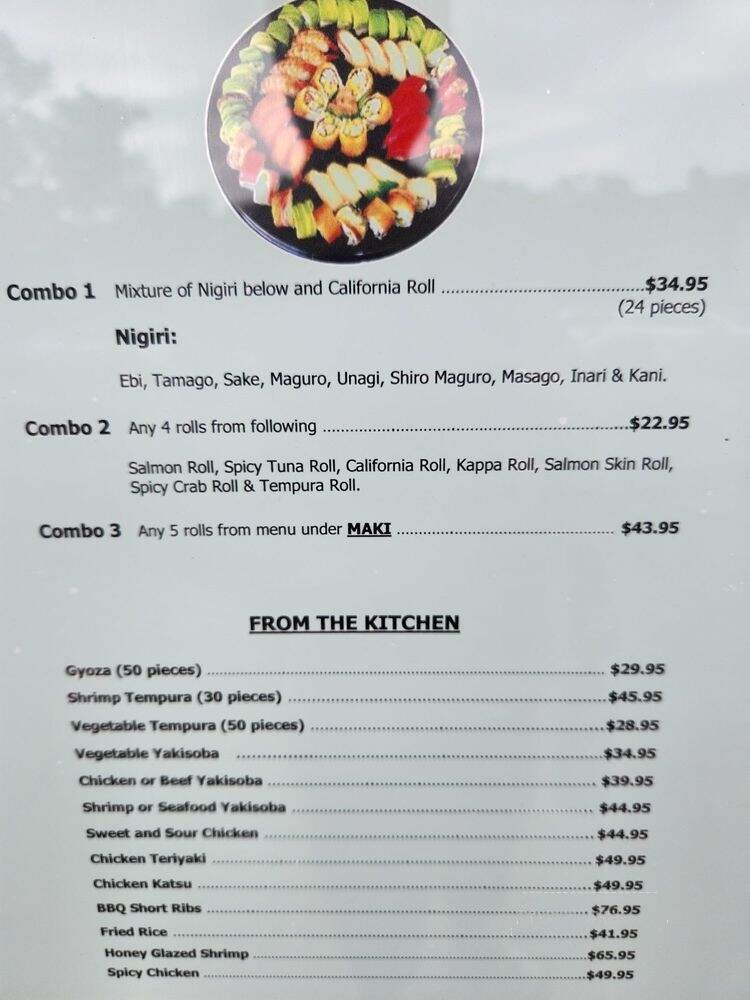 Combo 1 Mixture of Nigiri below and California Roll ........................................$34.95
(24 pieces)
Nigiri:
Ebi, Tamago, Sake, Maguro, Unagi, Shiro Maguro, Masago, Inari & Kani.
Combo 2 Any 4 rolls from following ............................................................$22.95
Salmon Roll, Spicy Tuna Roll, California Roll, Kappa Roll, Salmon Skin Roll,
Spicy Crab Roll & Tempura Roll.
Combo 3 Any 5 rolls from menu under MAKI ............................................ $43.95
FROM THE KITCHEN
Gyoza (50 pieces) ............................................................ $29.95
Shrimp Tempura (30 pieces) ............................................................$45.95
Vegetable Tempura (50 pieces) ............................................................$28.95
Vegetable Yakisoba ............................................................$34.95
Chicken or Beef Yakisoba ............................................................ $39.95
Shrimp or Seafood Yakisoba ............................................................ $44.95
Sweet and Sour Chicken ............................................................ $44.95
Chicken Teriyaki ............................................................ $49.95
Chicken Katsu ............................................................$49.95
BBQ Short Ribs ............................................................ $76.95
Fried Rice ............................................................$41.95
Honey Glazed Shrimp ............................................................$65.95
Spicy Chicken ............................................................$49.95